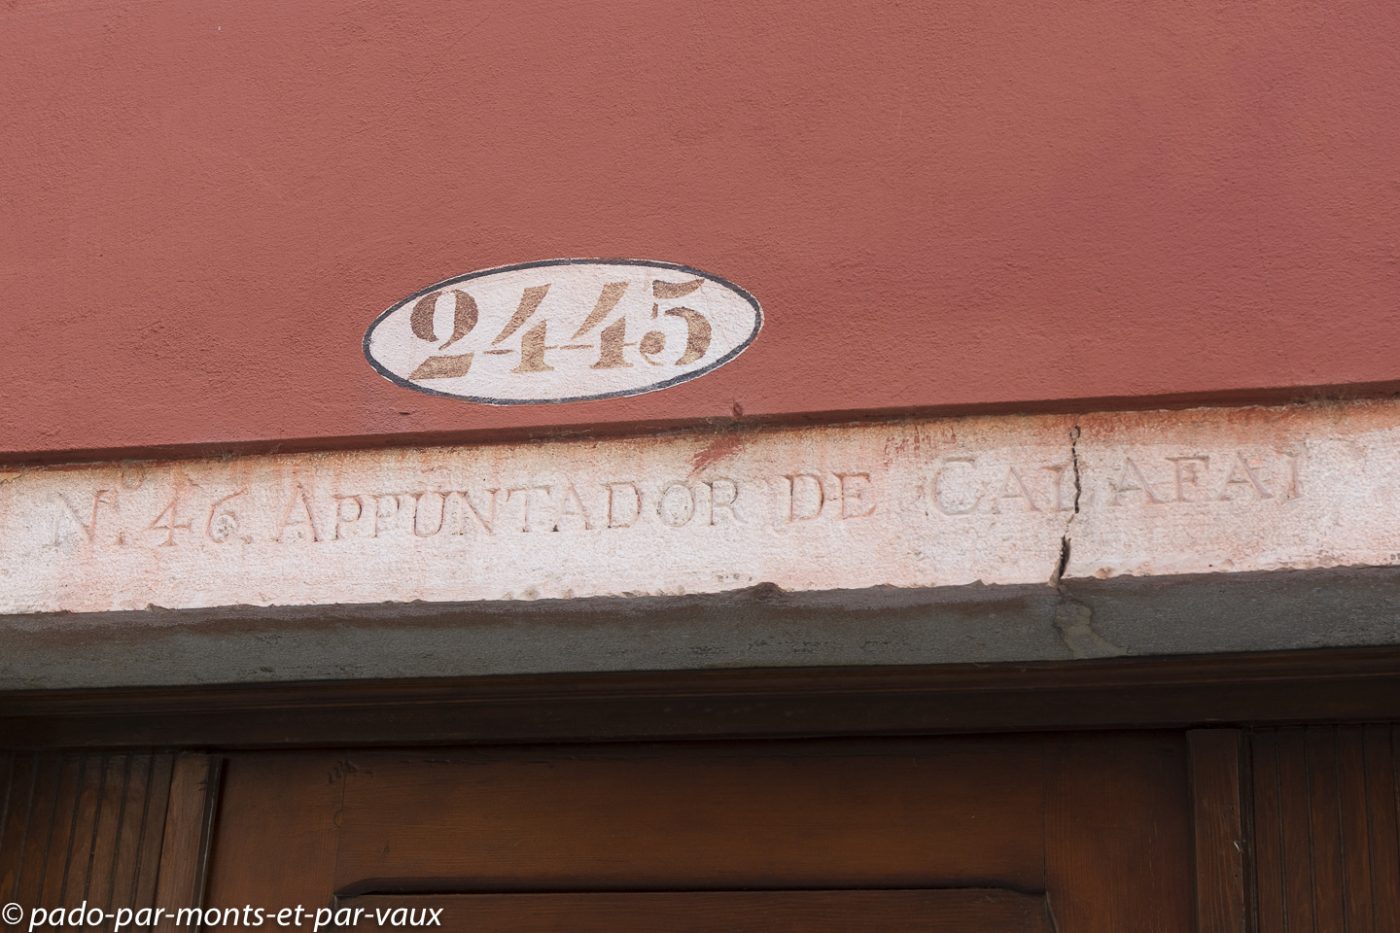 2445
N.º 46. APPUNTADOR DE CALAFAI
© pado-par-monts-et-par-vaux